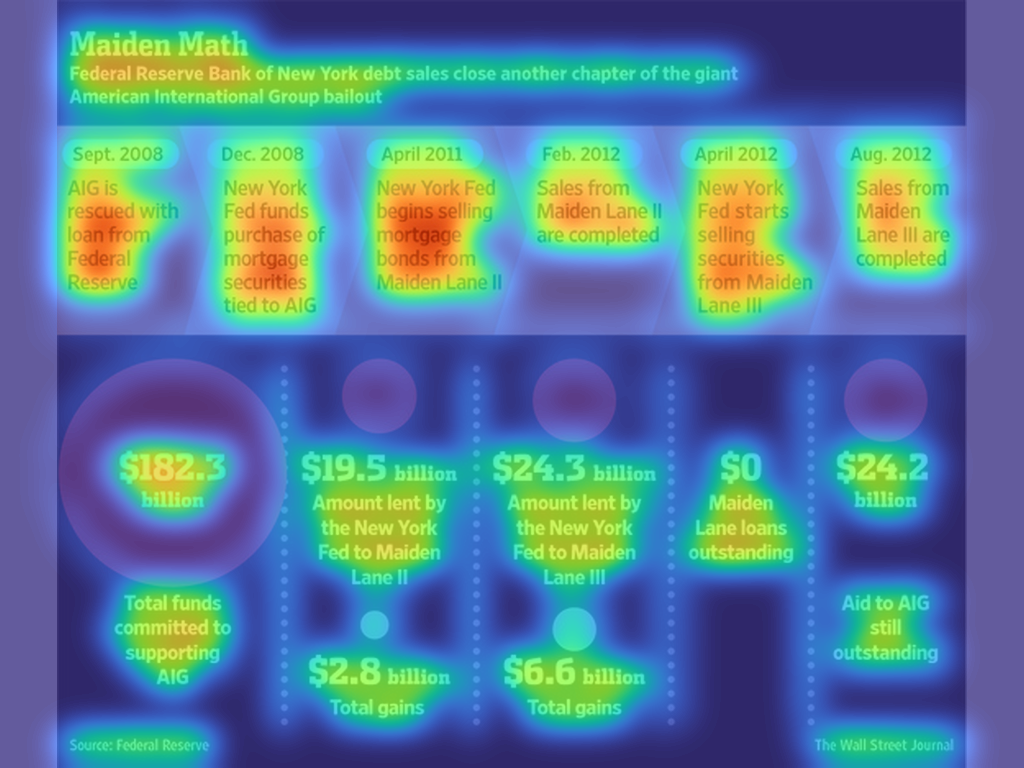 Maiden Math
Federal Reserve Bank of New York debt sales close another chapter of the giant
American International Group bailout
Sept. 2008
AIG is
rescued with
loan from
Federal
Reserve
Dec. 2008
New York
Fed funds
purchase of
mortgage
securities
tied to AIG
April 2011
New York Fed
begins selling
mortgage
bonds from
Maiden Lane II
Feb. 2012
Sales from
Maiden Lane II
are completed
April 2012
New York
Fed starts
selling
securities
from Maiden
Lane III
Aug. 2012
Sales from
Maiden
Lane III are
completed
$182.3
billion
Total funds
committed to
supporting
AIG
$19.5 billion
Amount lent by
the New York
Fed to Maiden
Lane II
$2.8 billion
Total gains
$24.3 billion
Amount lent by
the New York
Fed to Maiden
Lane III
$6.6 billion
Total gains
$0
Maiden
Lane loans
outstanding
$24.2
billion
Aid to AIG
still
outstanding
Source: Federal Reserve
The Wall Street Journal